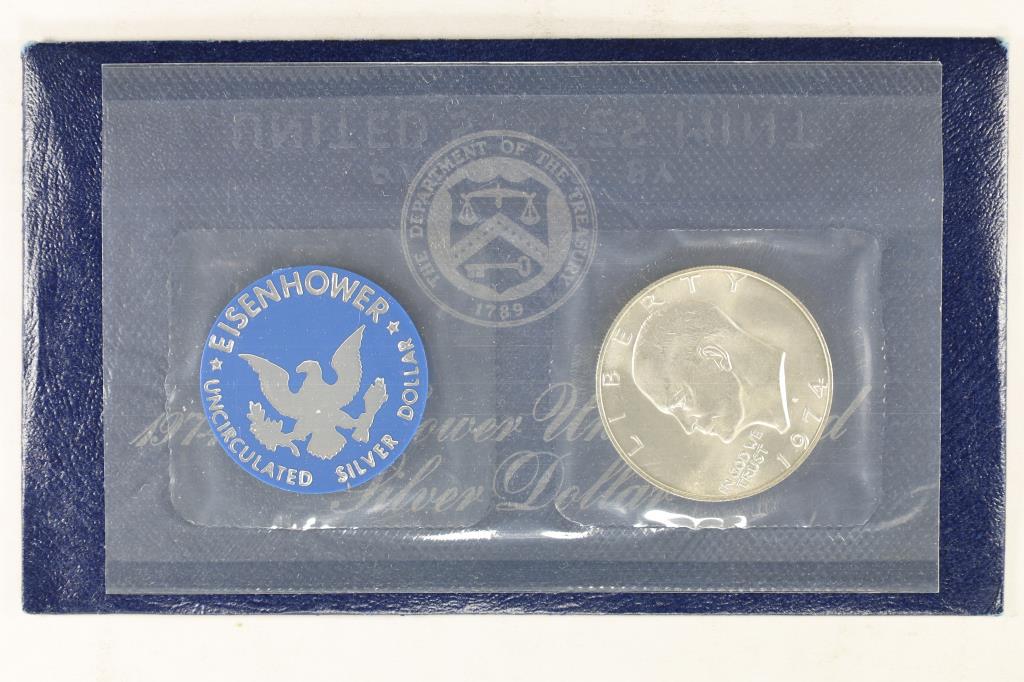 UNITED STATES MINT
THE DEPARTMENT OF THE TREASURY
1789
EISENHOWER
UNCIRCULATED SILVER DOLLAR
LIBERTY
IN GOD WE
TRUST
1974
Silver Dollar